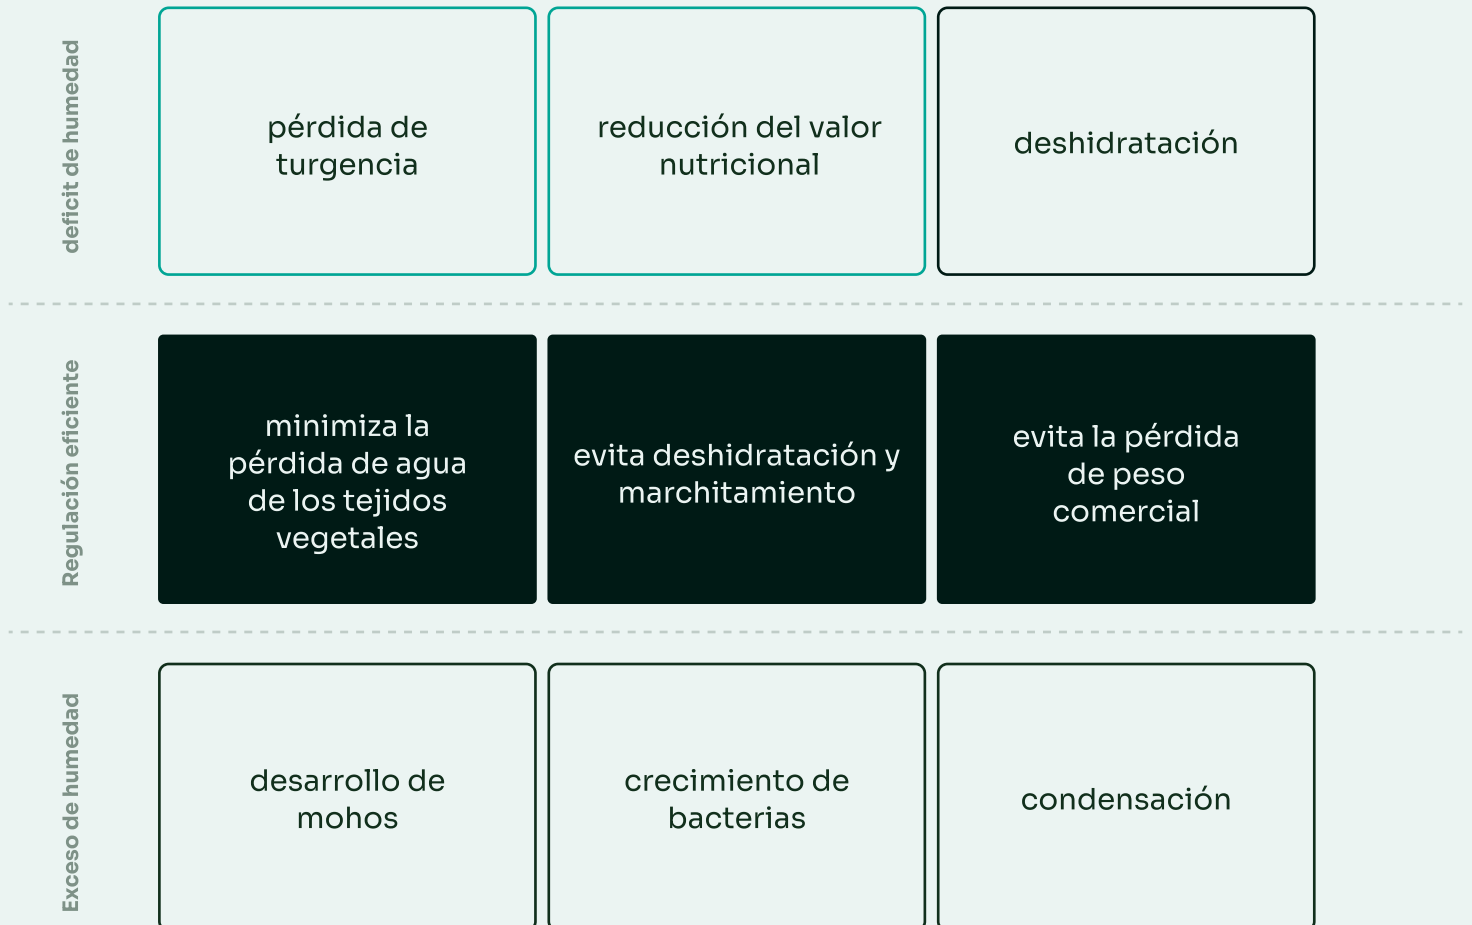 deficit de humedad
pérdida de
turgencia
reducción del valor
nutricional
deshidratación
Regulación eficiente
minimiza la
pérdida de agua
de los tejidos
vegetales
evita deshidratación y
marchitamiento
evita la pérdida
de peso
comercial
Exceso de humedad
desarrollo de
mohos
crecimiento de
bacterias
condensación